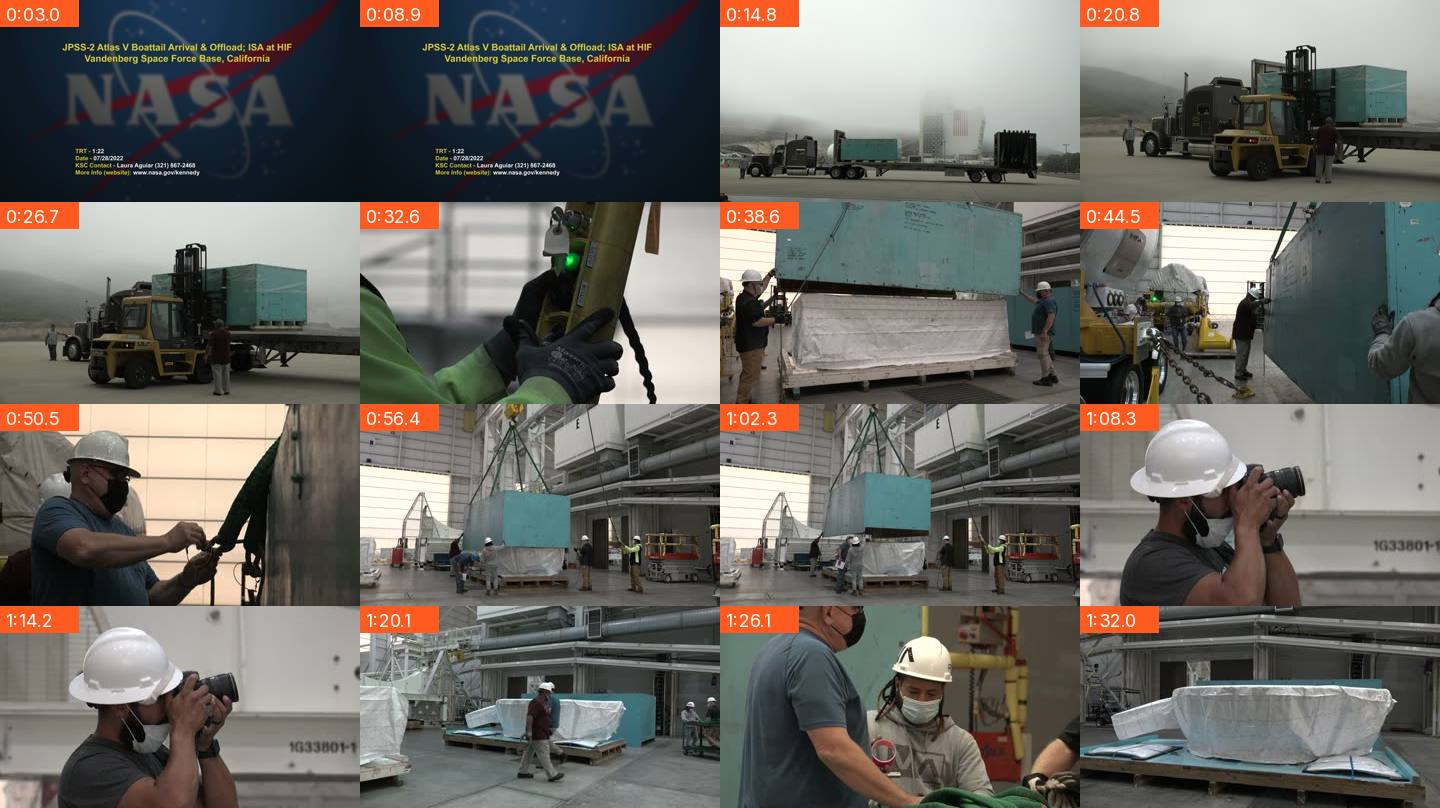 0:03.0
JPSS-2 Atlas V Boattail Arrival & Offload; ISA at HIF
Vandenberg Space Force Base, California
NASA
TRT - 1:22
Date - 07/28/2022
KSC Contact - Laura Aguiar (321) 867-2468
More Info (website): www.nasa.gov/kennedy
0:08.9
JPSS-2 Atlas V Boattail Arrival & Offload; ISA at HIF
Vandenberg Space Force Base, California
NASA
TRT - 1:22
Date - 07/28/2022
KSC Contact - Laura Aguiar (321) 867-2468
More Info (website): www.nasa.gov/kennedy
0:14.8
0:20.8
0:26.7
0:32.6
0:38.6
0:44.5
0:50.5
0:56.4
E
1:02.3
E
1:08.3
1G33801-1
1:14.2
1G33801-1
1:20.1
1:26.1
1:32.0